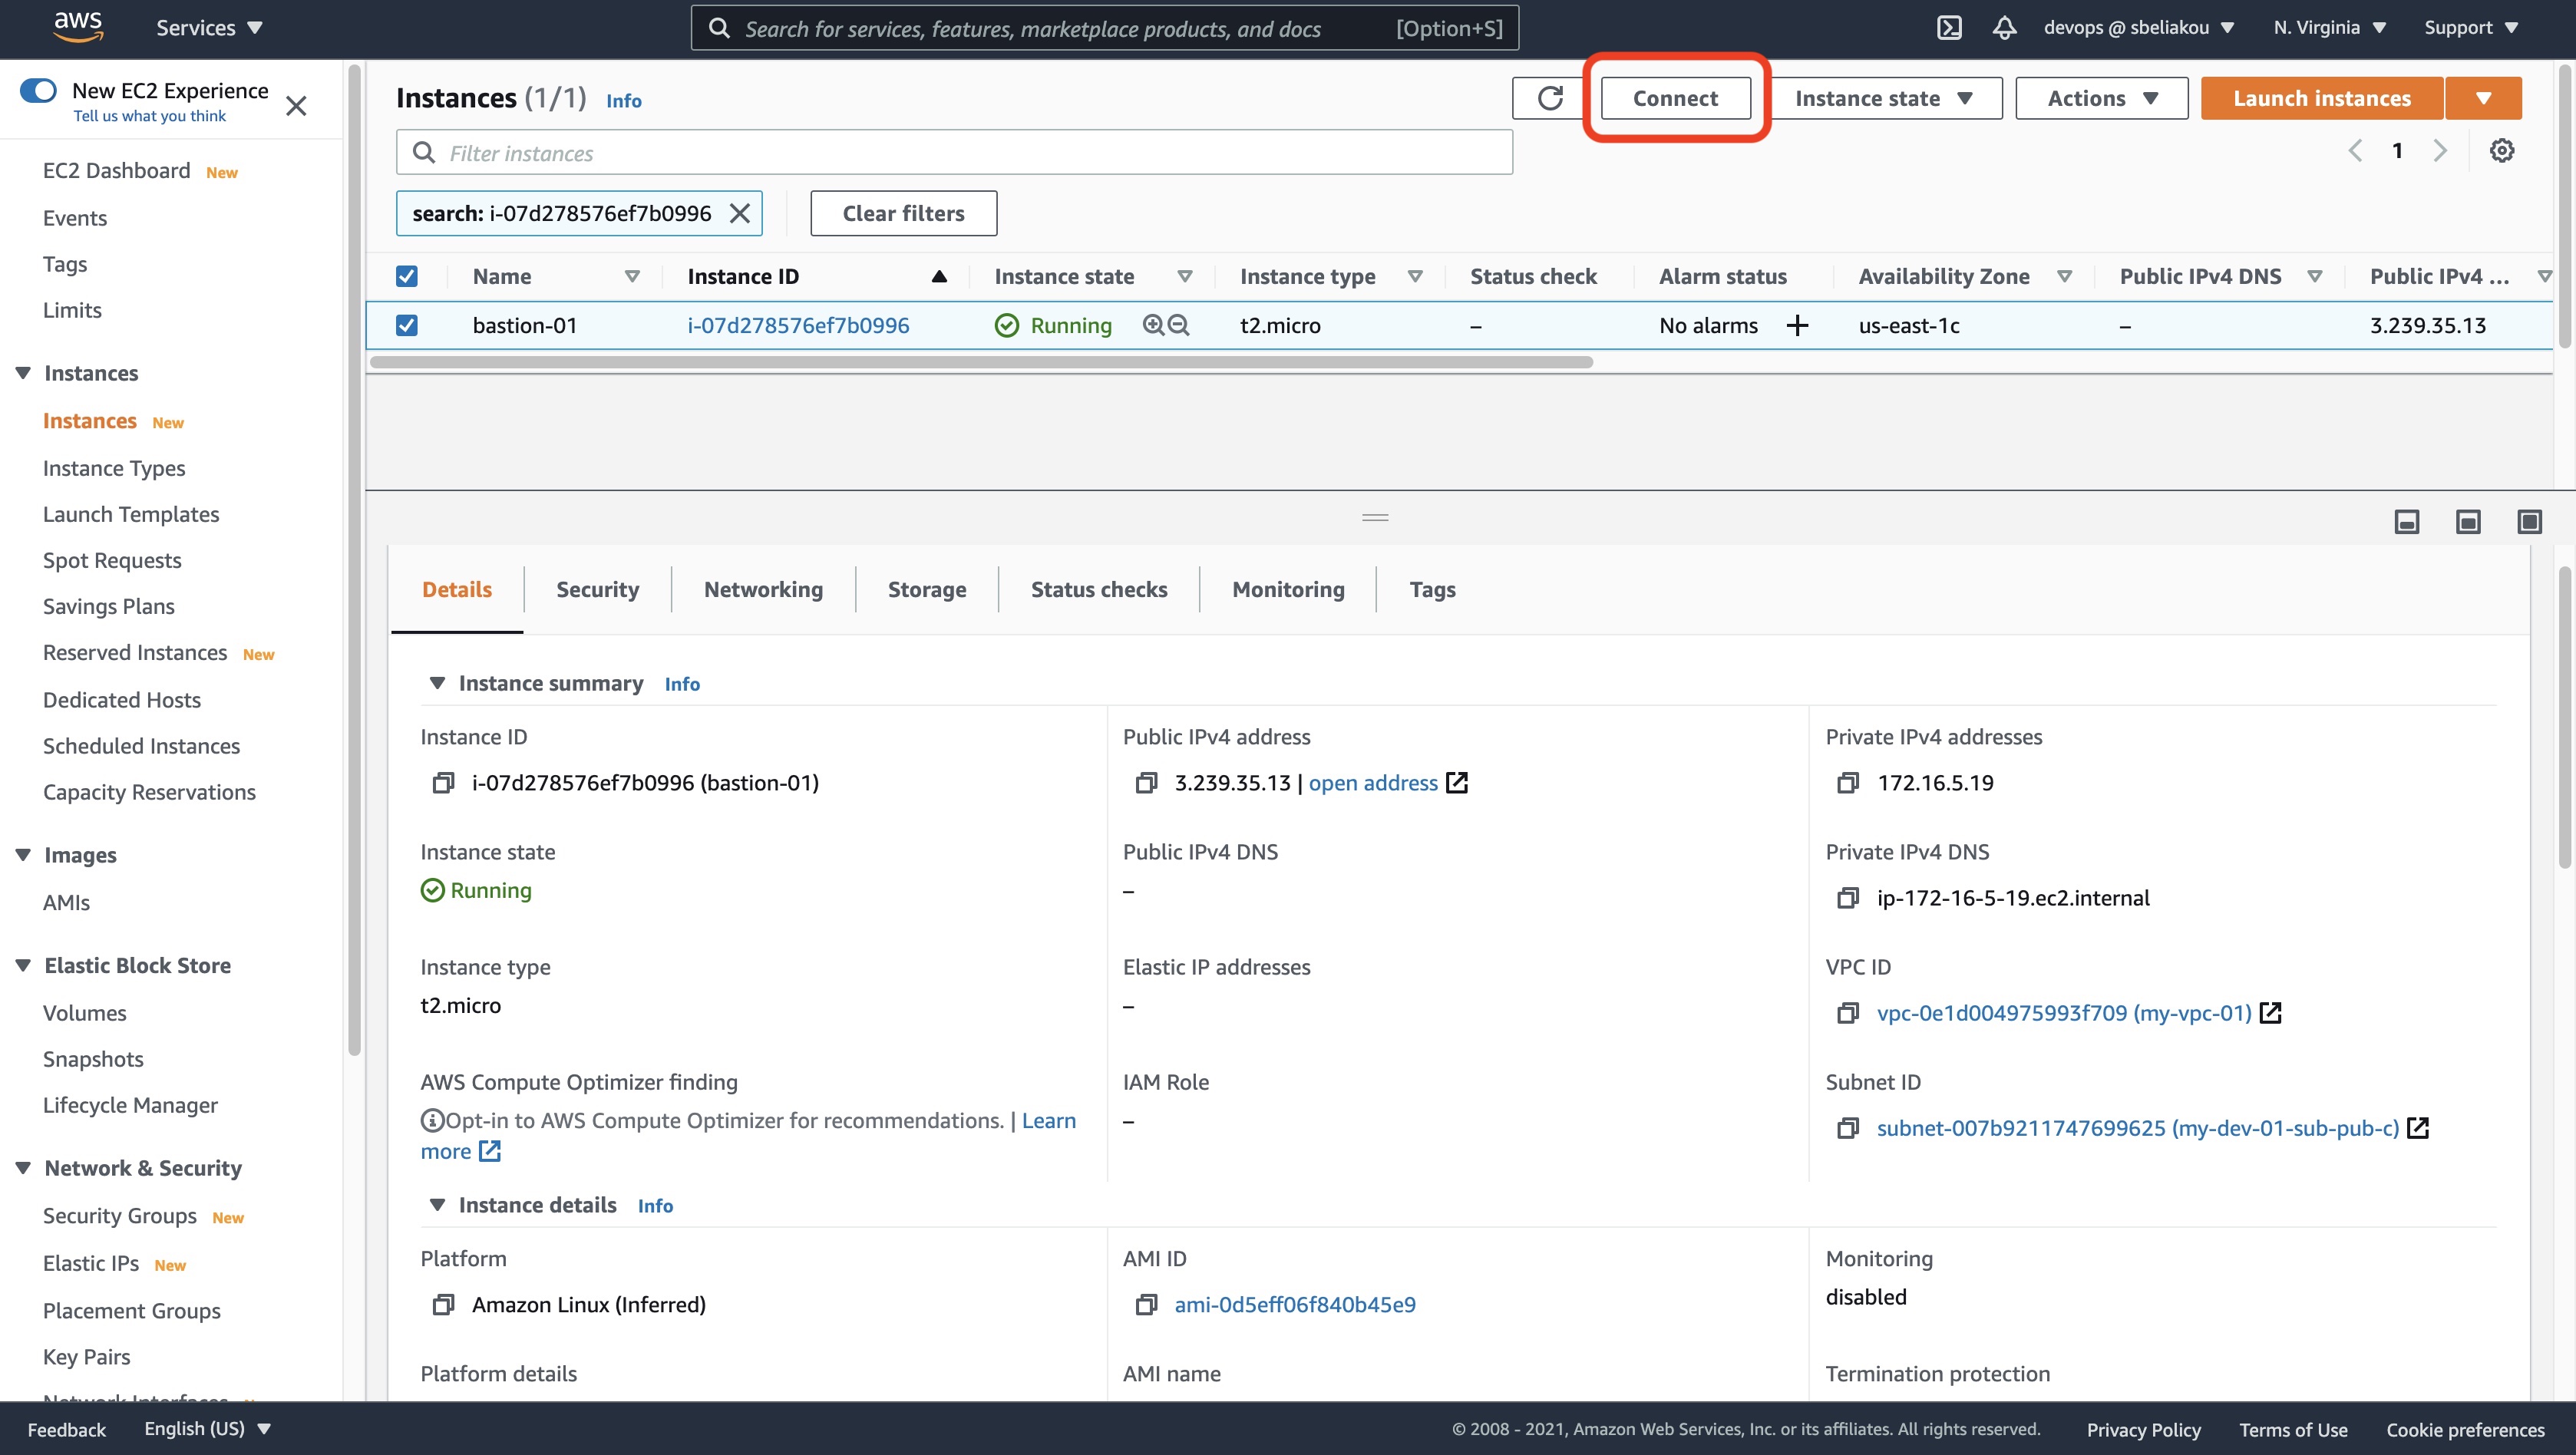 aws
Services
Search for services, features, marketplace products, and docs [Option+S]
devops @ sbeliakou
N. Virginia
Support
New EC2 Experience
Tell us what you think
EC2 Dashboard New
Events
Tags
Limits
Instances
Instances New
Instance Types
Launch Templates
Spot Requests
Savings Plans
Reserved Instances New
Dedicated Hosts
Scheduled Instances
Capacity Reservations
Images
AMIs
Elastic Block Store
Volumes
Snapshots
Lifecycle Manager
Network & Security
Security Groups New
Elastic IPs New
Placement Groups
Key Pairs
Instances (1/1) Info
Connect
Instance state
Actions
Launch instances
Filter instances
1
search: i-07d278576ef7b0996
Clear filters
Name Instance ID Instance state Instance type Status check Alarm status Availability Zone Public IPv4 DNS Public IPv4 ...
bastion-01 i-07d278576ef7b0996 Running t2.micro – No alarms + us-east-1c – 3.239.35.13
Details Security Networking Storage Status checks Monitoring Tags
Instance summary Info
Instance ID
i-07d278576ef7b0996 (bastion-01)
Public IPv4 address
3.239.35.13 | open address
Private IPv4 addresses
172.16.5.19
Instance state
Running
Public IPv4 DNS
–
Private IPv4 DNS
ip-172-16-5-19.ec2.internal
Instance type
t2.micro
Elastic IP addresses
–
VPC ID
vpc-0e1d004975993f709 (my-vpc-01)
AWS Compute Optimizer finding
Opt-in to AWS Compute Optimizer for recommendations. | Learn
more
IAM Role
–
Subnet ID
subnet-007b9211747699625 (my-dev-01-sub-pub-c)
Instance details Info
Platform
Amazon Linux (Inferred)
AMI ID
ami-0d5eff06f840b45e9
Monitoring
disabled
Platform details
AMI name
Termination protection
Feedback
English (US)
© 2008 - 2021, Amazon Web Services, Inc. or its affiliates. All rights reserved.
Privacy Policy
Terms of Use
Cookie preferences